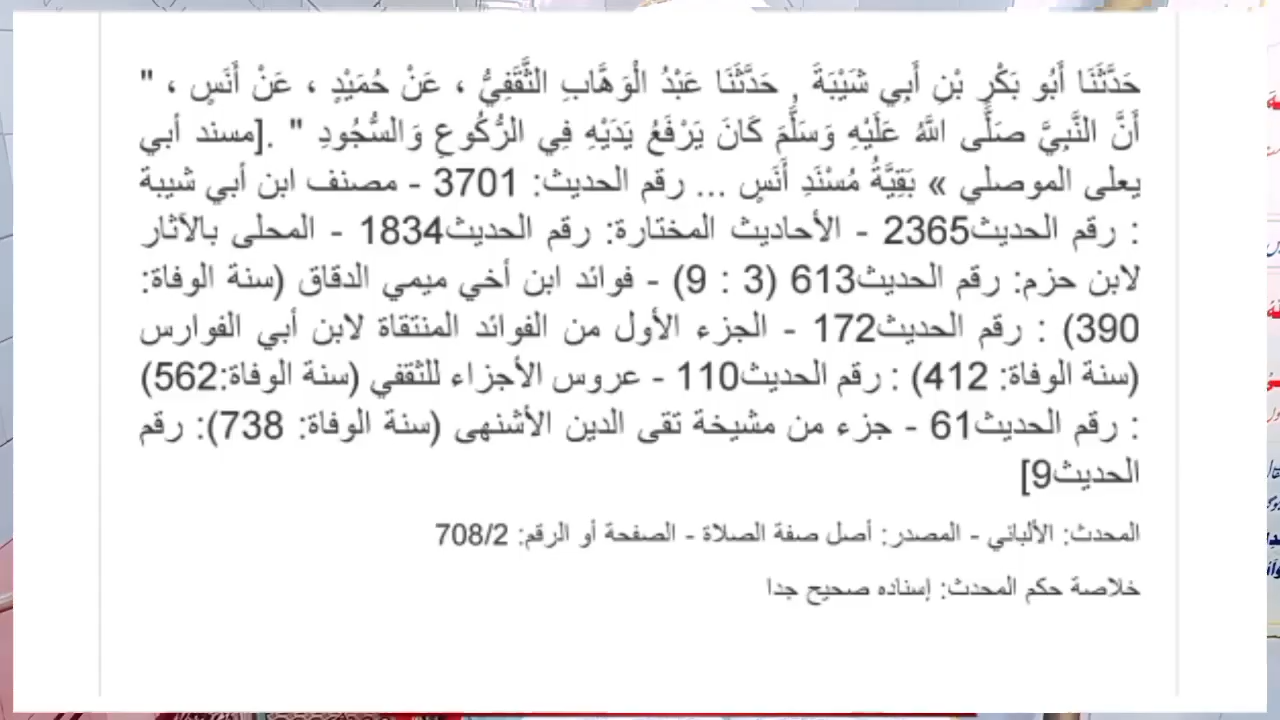 حَدَّثَنَا أَبُو بَكْرِ بْنِ أَبِي شَيْبَةَ , حَدَّثَنَا عَبْدُ الْوَهَّابِ الثَّقَفِيُّ ، عَنْ حُمَيْدٍ ، عَنْ أَنَسٍ ، "
أَنَّ النَّبِيَّ صَلَّى اللَّهُ عَلَيْهِ وَسَلَّمَ كَانَ يَرْفَعُ يَدَيْهِ فِي الرُّكُوعِ وَالسُّجُودِ " .[مسند أبي
يعلى الموصلي » بَقِيَّةُ مُسْنَدِ أَنَسٍ ... رقم الحديث: 3701 - مصنف ابن أبي شيبة
: رقم الحديث2365 - الأحاديث المختارة: رقم الحديث1834 - المحلى بالآثار
لابن حزم: رقم الحديث613 (3 : 9) - فوائد ابن أخي ميمي الدقاق (سنة الوفاة:
390) : رقم الحديث172 - الجزء الأول من الفوائد المنتقاة لابن أبي الفوارس
(سنة الوفاة: 412) : رقم الحديث110 - عروس الأجزاء للثقفي (سنة الوفاة:562)
: رقم الحديث61 - جزء من مشيخة تقى الدين الأشنهى (سنة الوفاة: 738): رقم
الحديث9]
المحدث: الألباني - المصدر: أصل صفة الصلاة - الصفحة أو الرقم: 708/2
خلاصة حكم المحدث: إسناده صحيح جدا